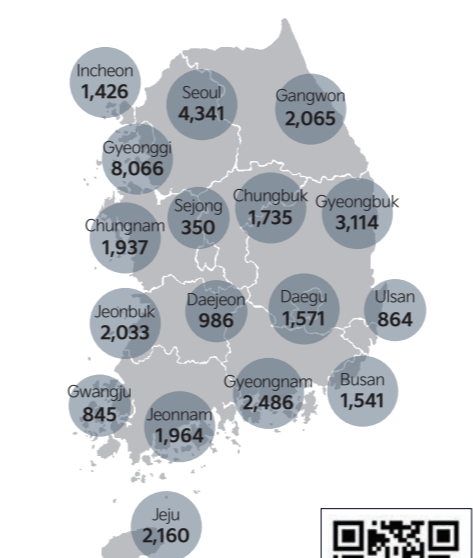 Incheon
1,426
Seoul
4,341
Gangwon
2,065
Gyeonggi
8,066
Sejong
350
Chungbuk
1,735
Gyeongbuk
3,114
Chungnam
1,937
Jeonbuk
2,033
Daejeon
986
Daegu
1,571
Ulsan
864
Gwangju
845
Jeonnam
1,964
Gyeongnam
2,486
Busan
1,541
Jeju
2,160